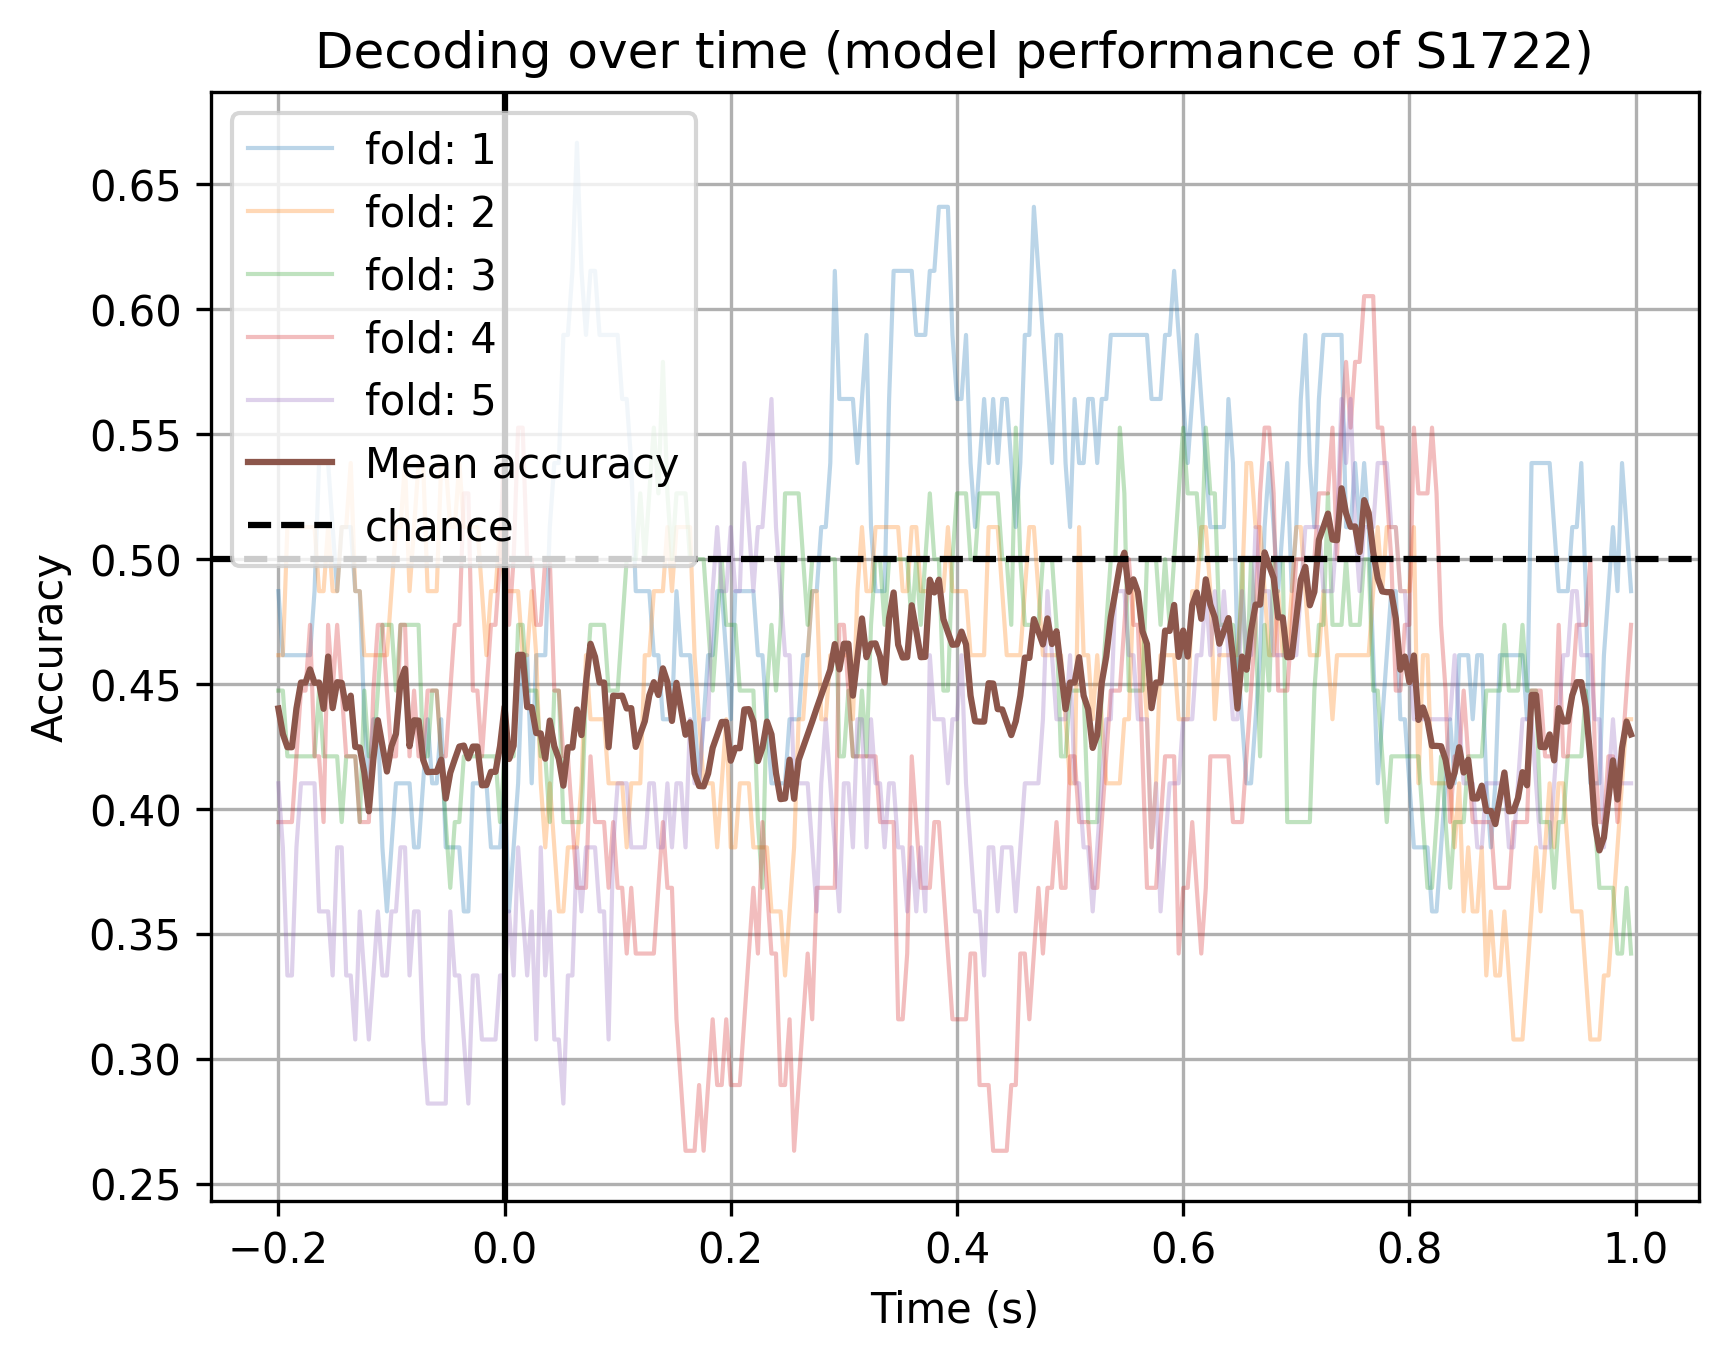 Decoding over time (model performance of S1722)
fold: 1
fold: 2
fold: 3
fold: 4
fold: 5
Mean accuracy
chance
Accuracy
0.65
0.60
0.55
0.50
0.45
0.40
0.35
0.30
0.25
−0.2 0.0 0.2 0.4 0.6 0.8 1.0
Time (s)